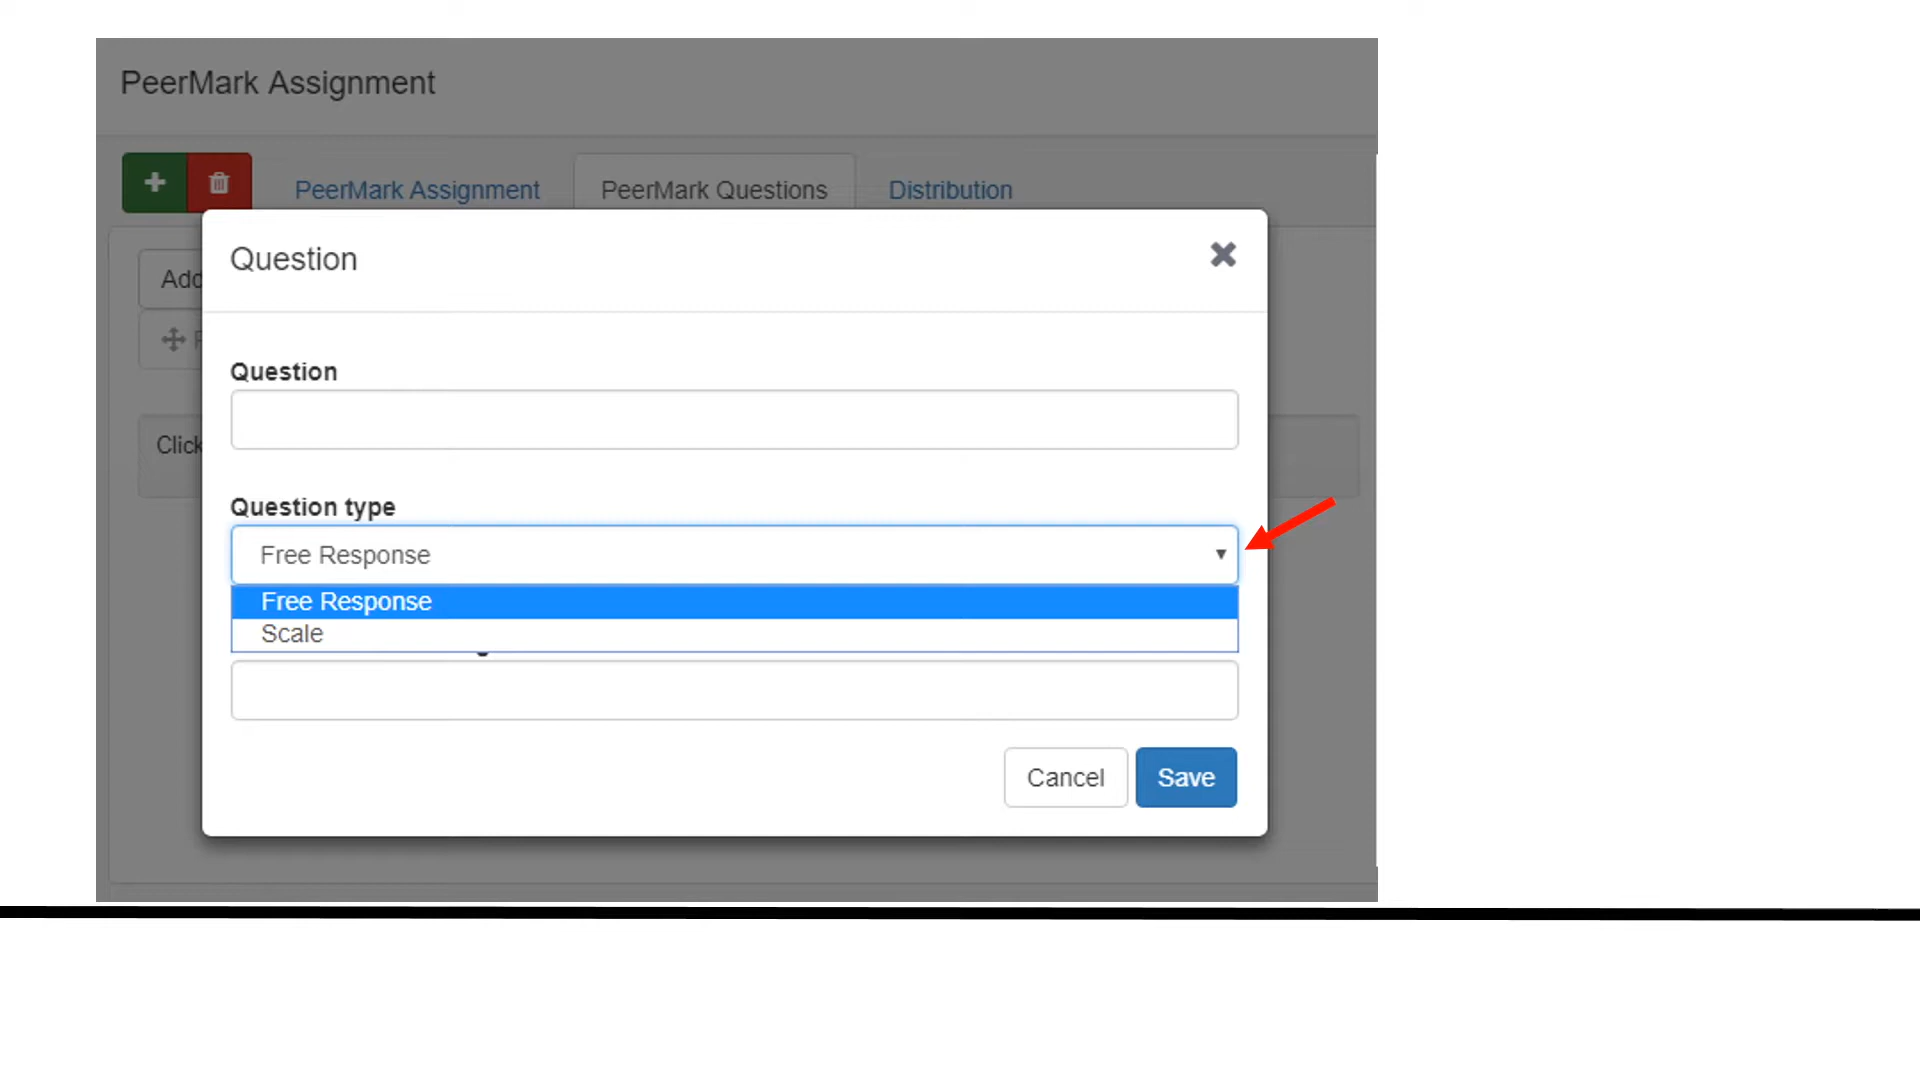 PeerMark Assignment
PeerMark Assignment PeerMark Questions Distribution
Question
Add
Question
Click
Question type
Free Response
Free Response
Scale
Cancel Save